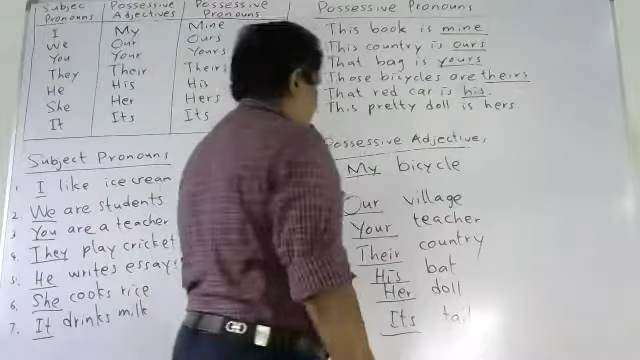 Subjec Possessive Possessive
Pronouns Adjectives Pronouns
I My Mine
We Our Ours
You Your Yours
They Their Theirs
He His His
She Her Hers
It Its Its
Subject Pronouns
1. I like ice cream
2. We are students
3. You are a teacher
4. They play cricket
5. He writes essays
6. She cooks rice
7. It drinks milk
Possessive Pronouns
This book is mine
This country is ours
That bag is yours
Those bicycles are theirs
That red car is his.
This pretty doll is hers.
Possessive Adjective,
My bicycle
Our village
Your teacher
Their country
His bat
Her doll
Its tail